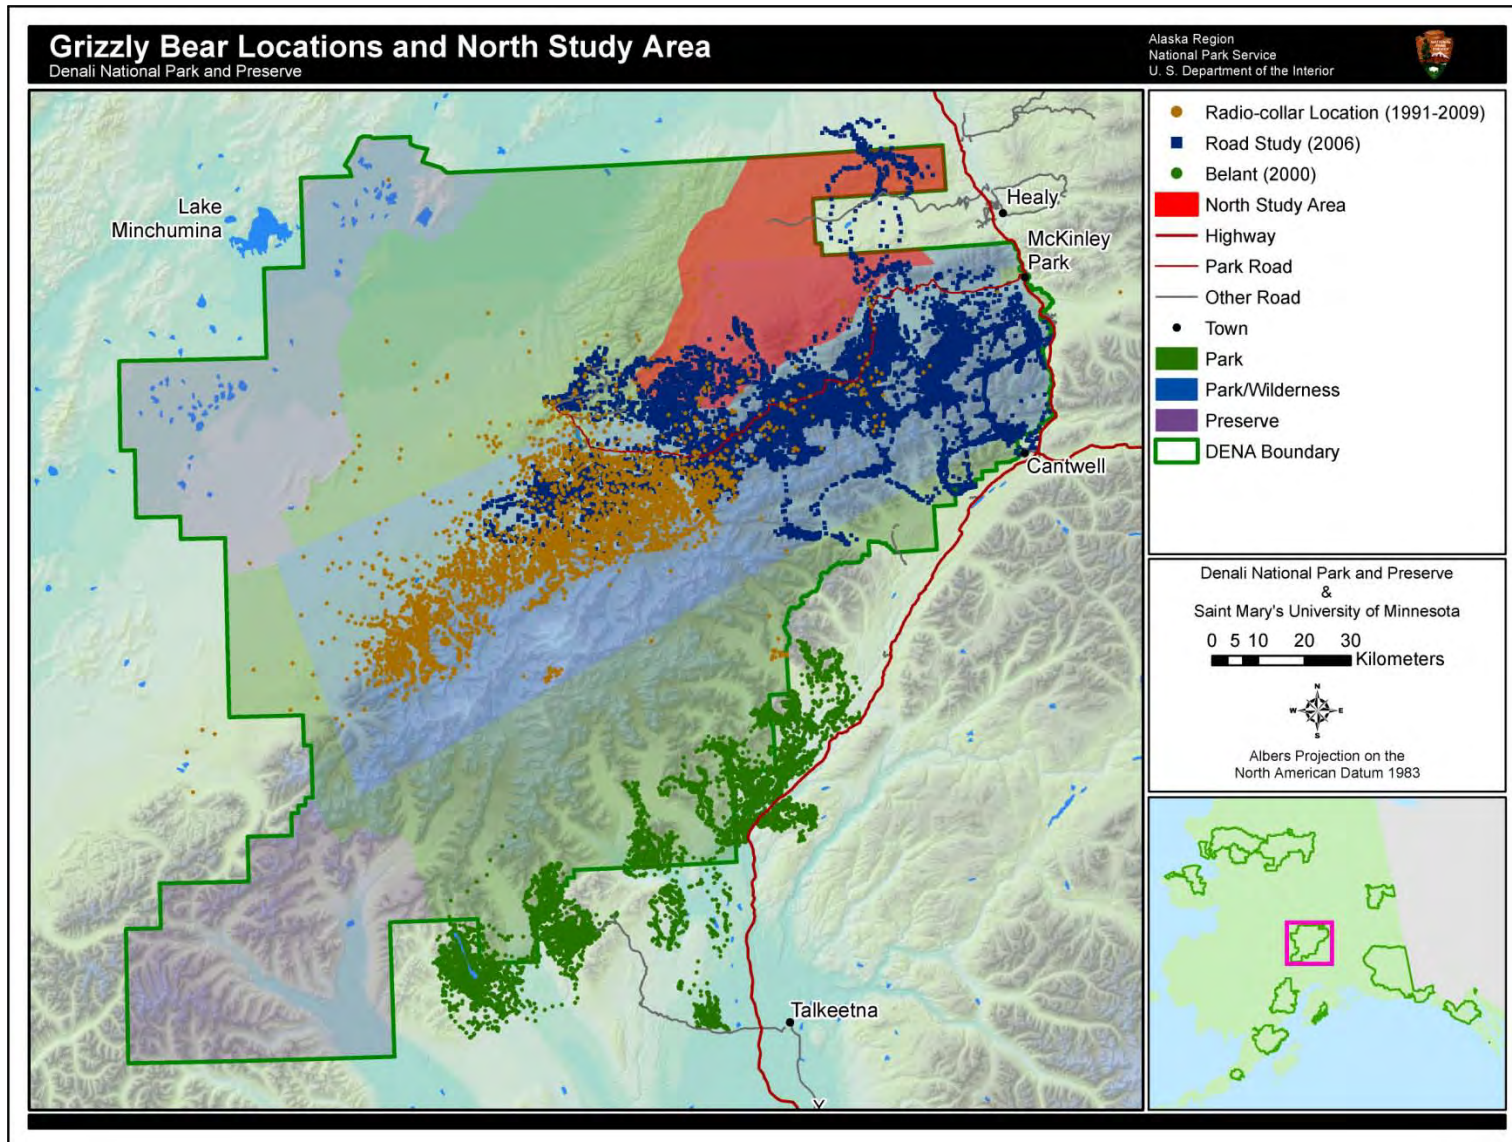 Grizzly Bear Locations and North Study Area
Denali National Park and Preserve
Alaska Region
National Park Service
U. S. Department of the Interior
Lake
Minchumina
Healy
McKinley
Park
Cantwell
Talkeetna
Radio-collar Location (1991-2009)
Road Study (2006)
Belant (2000)
North Study Area
Highway
Park Road
Other Road
Town
Park
Park/Wilderness
Preserve
DENA Boundary
Denali National Park and Preserve
&
Saint Mary's University of Minnesota
0 5 10 20 30
Kilometers
N
W E
S
Albers Projection on the
North American Datum 1983